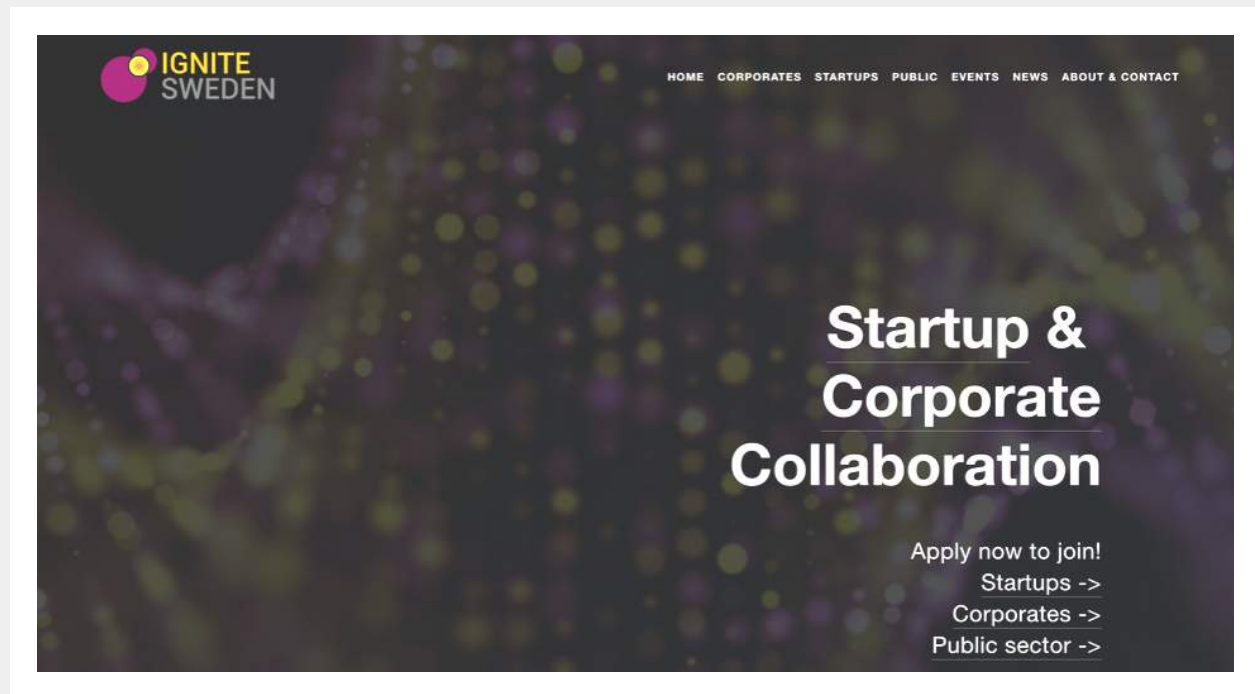 IGNITE
SWEDEN
HOME CORPORATES STARTUPS PUBLIC EVENTS NEWS ABOUT & CONTACT
Startup &
Corporate
Collaboration
Apply now to join!
Startups ->
Corporates ->
Public sector ->